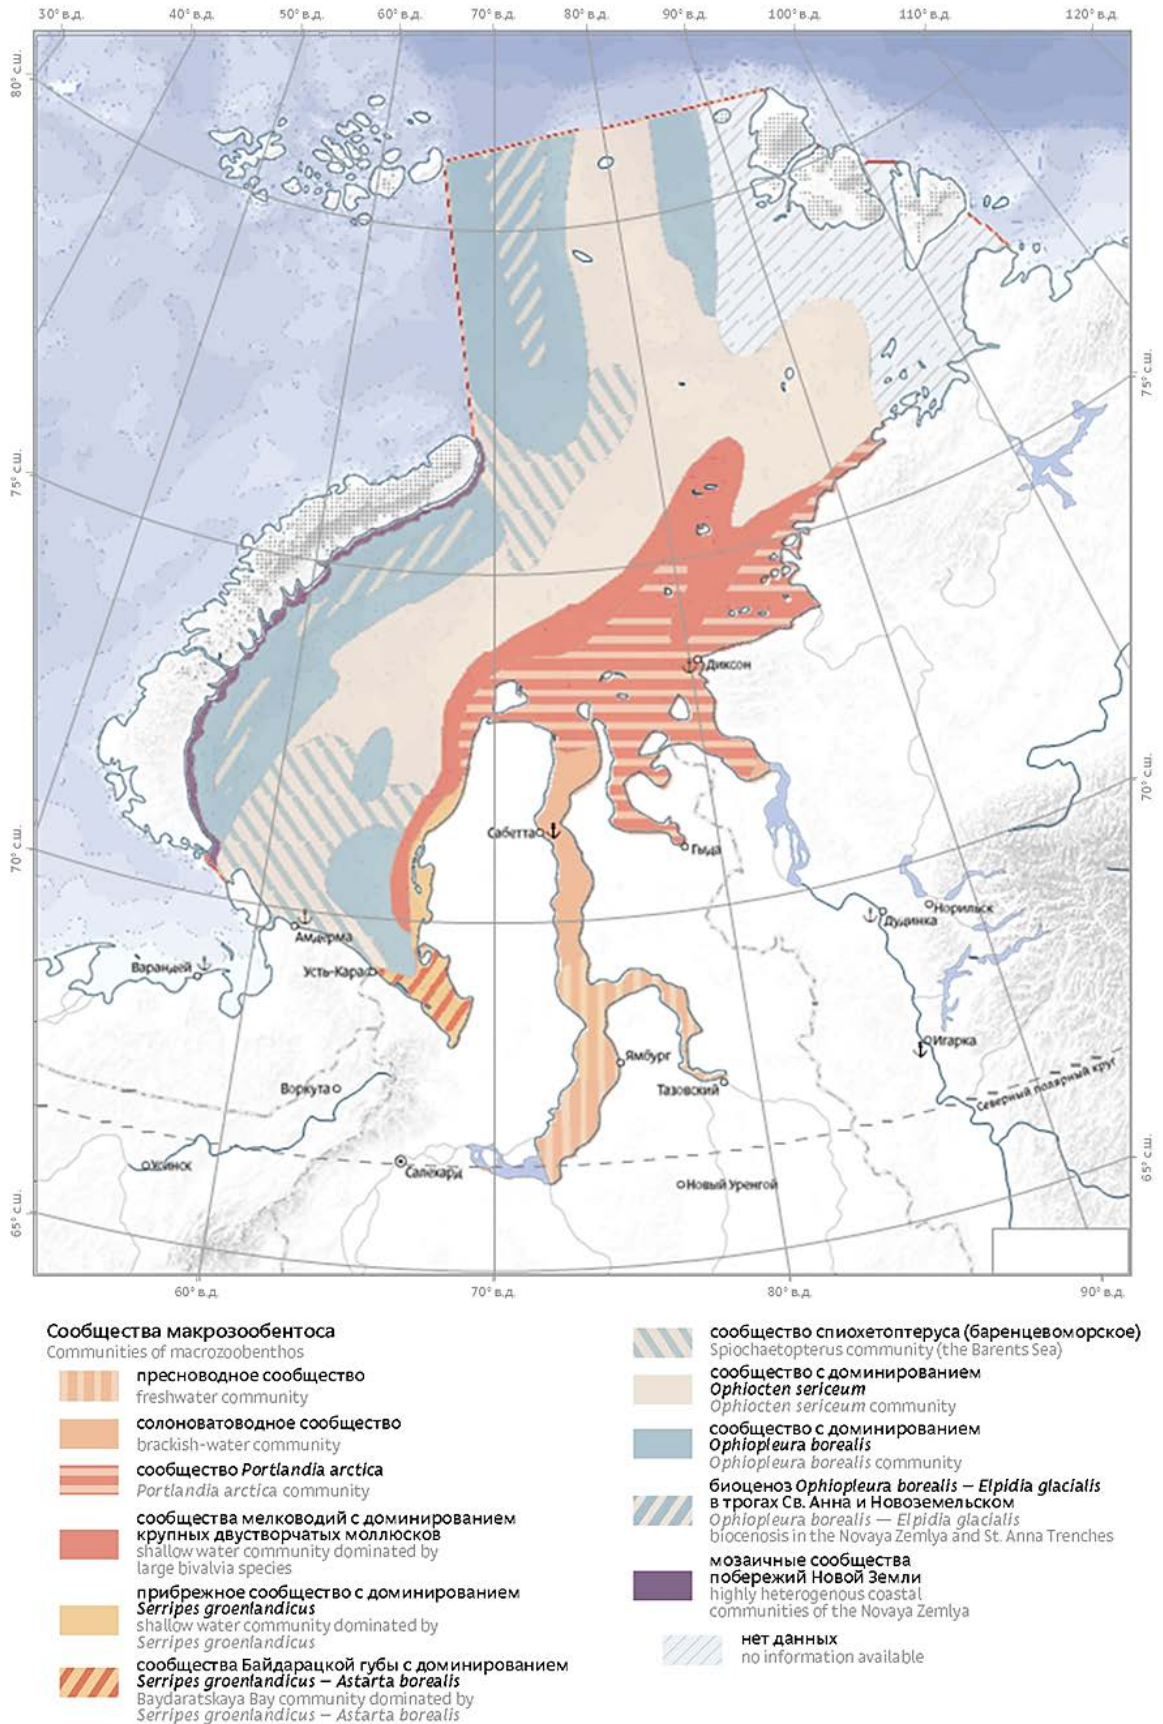 30° в.д. 40° в.д. 50° в.д. 60° в.д. 70° в.д. 80° в.д. 90° в.д. 100° в.д. 110° в.д. 120° в.д.
80° с.ш.
75° с.ш.
75° с.ш.
70° с.ш.
70° с.ш.
65° с.ш.
65° с.ш.
Диксон
Сабетта
Гыда
Норильск
Дудинка
Амдерма
Варандей
Усть-Кара
Игарка
Ямбург
Тазовский
Воркута
Северный полярный круг
Усинск
Салехард
Новый Уренгой
60° в.д. 70° в.д. 80° в.д. 90° в.д.
Сообщества макрозообентоса
Communities of macrozoobenthos
пресноводное сообщество
freshwater community
солоноватоводное сообщество
brackish-water community
сообщество Portlandia arctica
Portlandia arctica community
сообщества мелководий с доминированием
крупных двустворчатых моллюсков
shallow water community dominated by
large bivalvia species
прибрежное сообщество с доминированием
Serripes groenlandicus
shallow water community dominated by
Serripes groenlandicus
сообщества Байдарацкой губы с доминированием
Serripes groenlandicus — Astarta borealis
Baydaratskaya Bay community dominated by
Serripes groenlandicus — Astarta borealis
сообщество спиохетоптеруса (баренцевоморское)
Spiochaetopterus community (the Barents Sea)
сообщество с доминированием
Ophiocten sericeum
Ophiocten sericeum community
сообщество с доминированием
Ophiopleura borealis
Ophiopleura borealis community
биоценоз Ophiopleura borealis — Elpidia glacialis
в трогах Св. Анна и Новоземельском
Ophiopleura borealis — Elpidia glacialis
biocenosis in the Novaya Zemlya and St. Anna Trenches
мозаичные сообщества
побережий Новой Земли
highly heterogenous coastal
communities of the Novaya Zemlya
нет данных
no information available